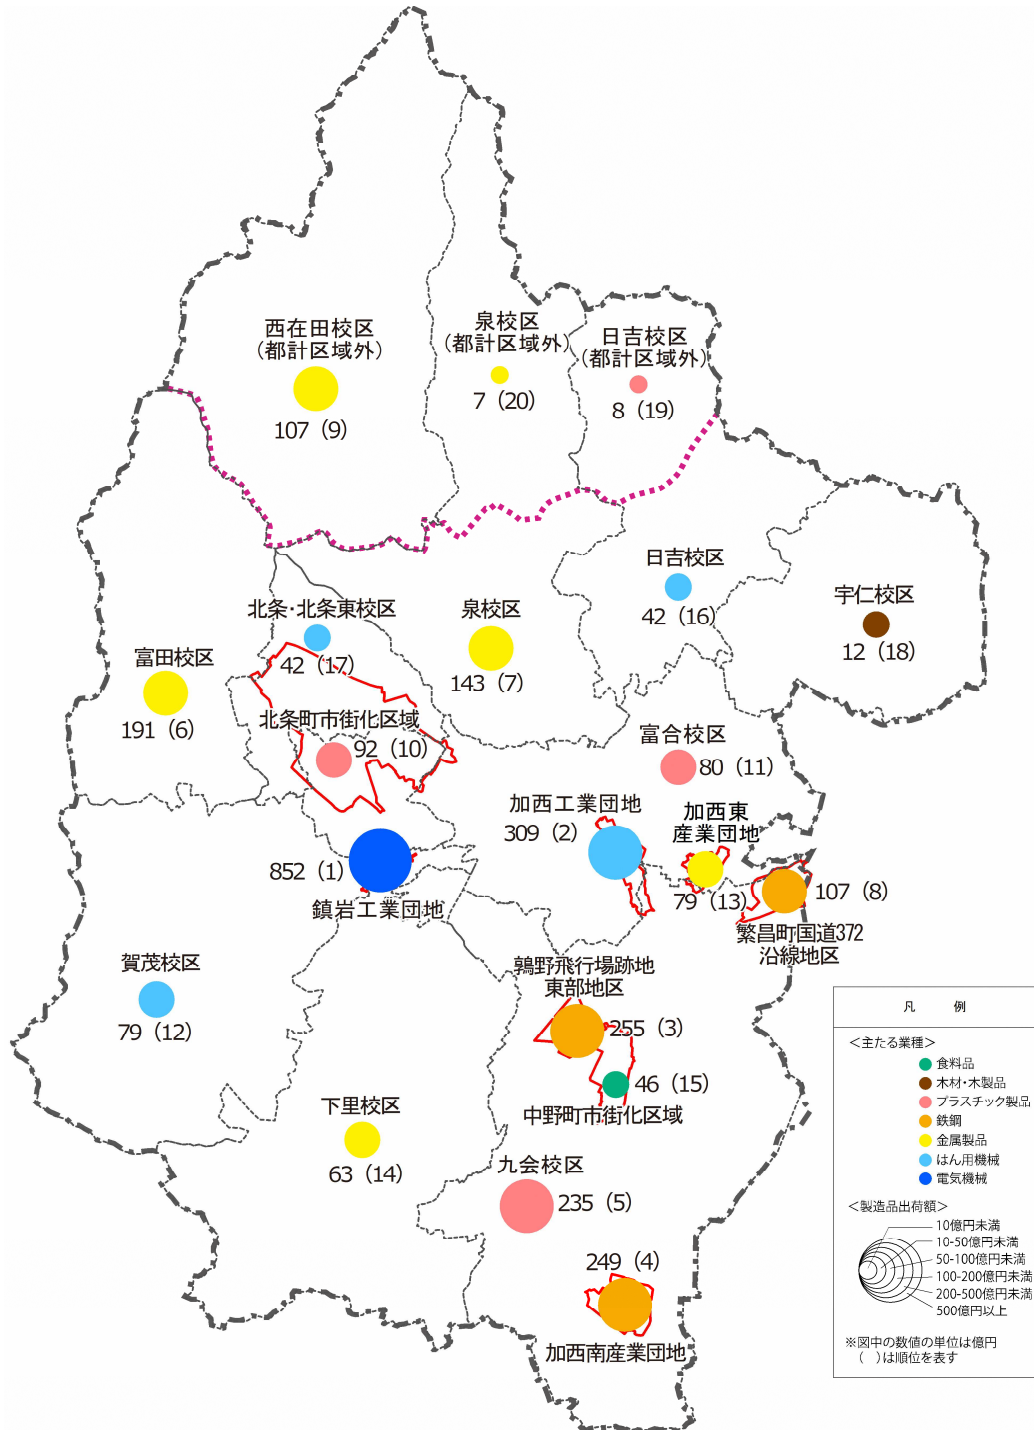 西在田校区
（都計区域外）
107（9）
泉校区
（都計区域外）
7（20）
日吉校区
（都計区域外）
8（19）
日吉校区
42（16）
宇仁校区
12（18）
北条・北条東校区
42（17）
泉校区
143（7）
富田校区
191（6）
北条町市街化区域
92（10）
富合校区
80（11）
加西工業団地
309（2）
加西東
産業団地
79（13）
852（1）
鎮岩工業団地
107（8）
繁昌町国道372
沿線地区
賀茂校区
79（12）
鶉野飛行場跡地
東部地区
255（3）
46（15）
中野町市街化区域
下里校区
63（14）
九会校区
235（5）
249（4）
加西南産業団地
凡　例
＜主たる業種＞
食料品
木材・木製品
プラスチック製品
鉄鋼
金属製品
はん用機械
電気機械
＜製造品出荷額＞
10億円未満
10-50億円未満
50-100億円未満
100-200億円未満
200-500億円未満
500億円以上
※図中の数値の単位は億円
（　）は順位を表す